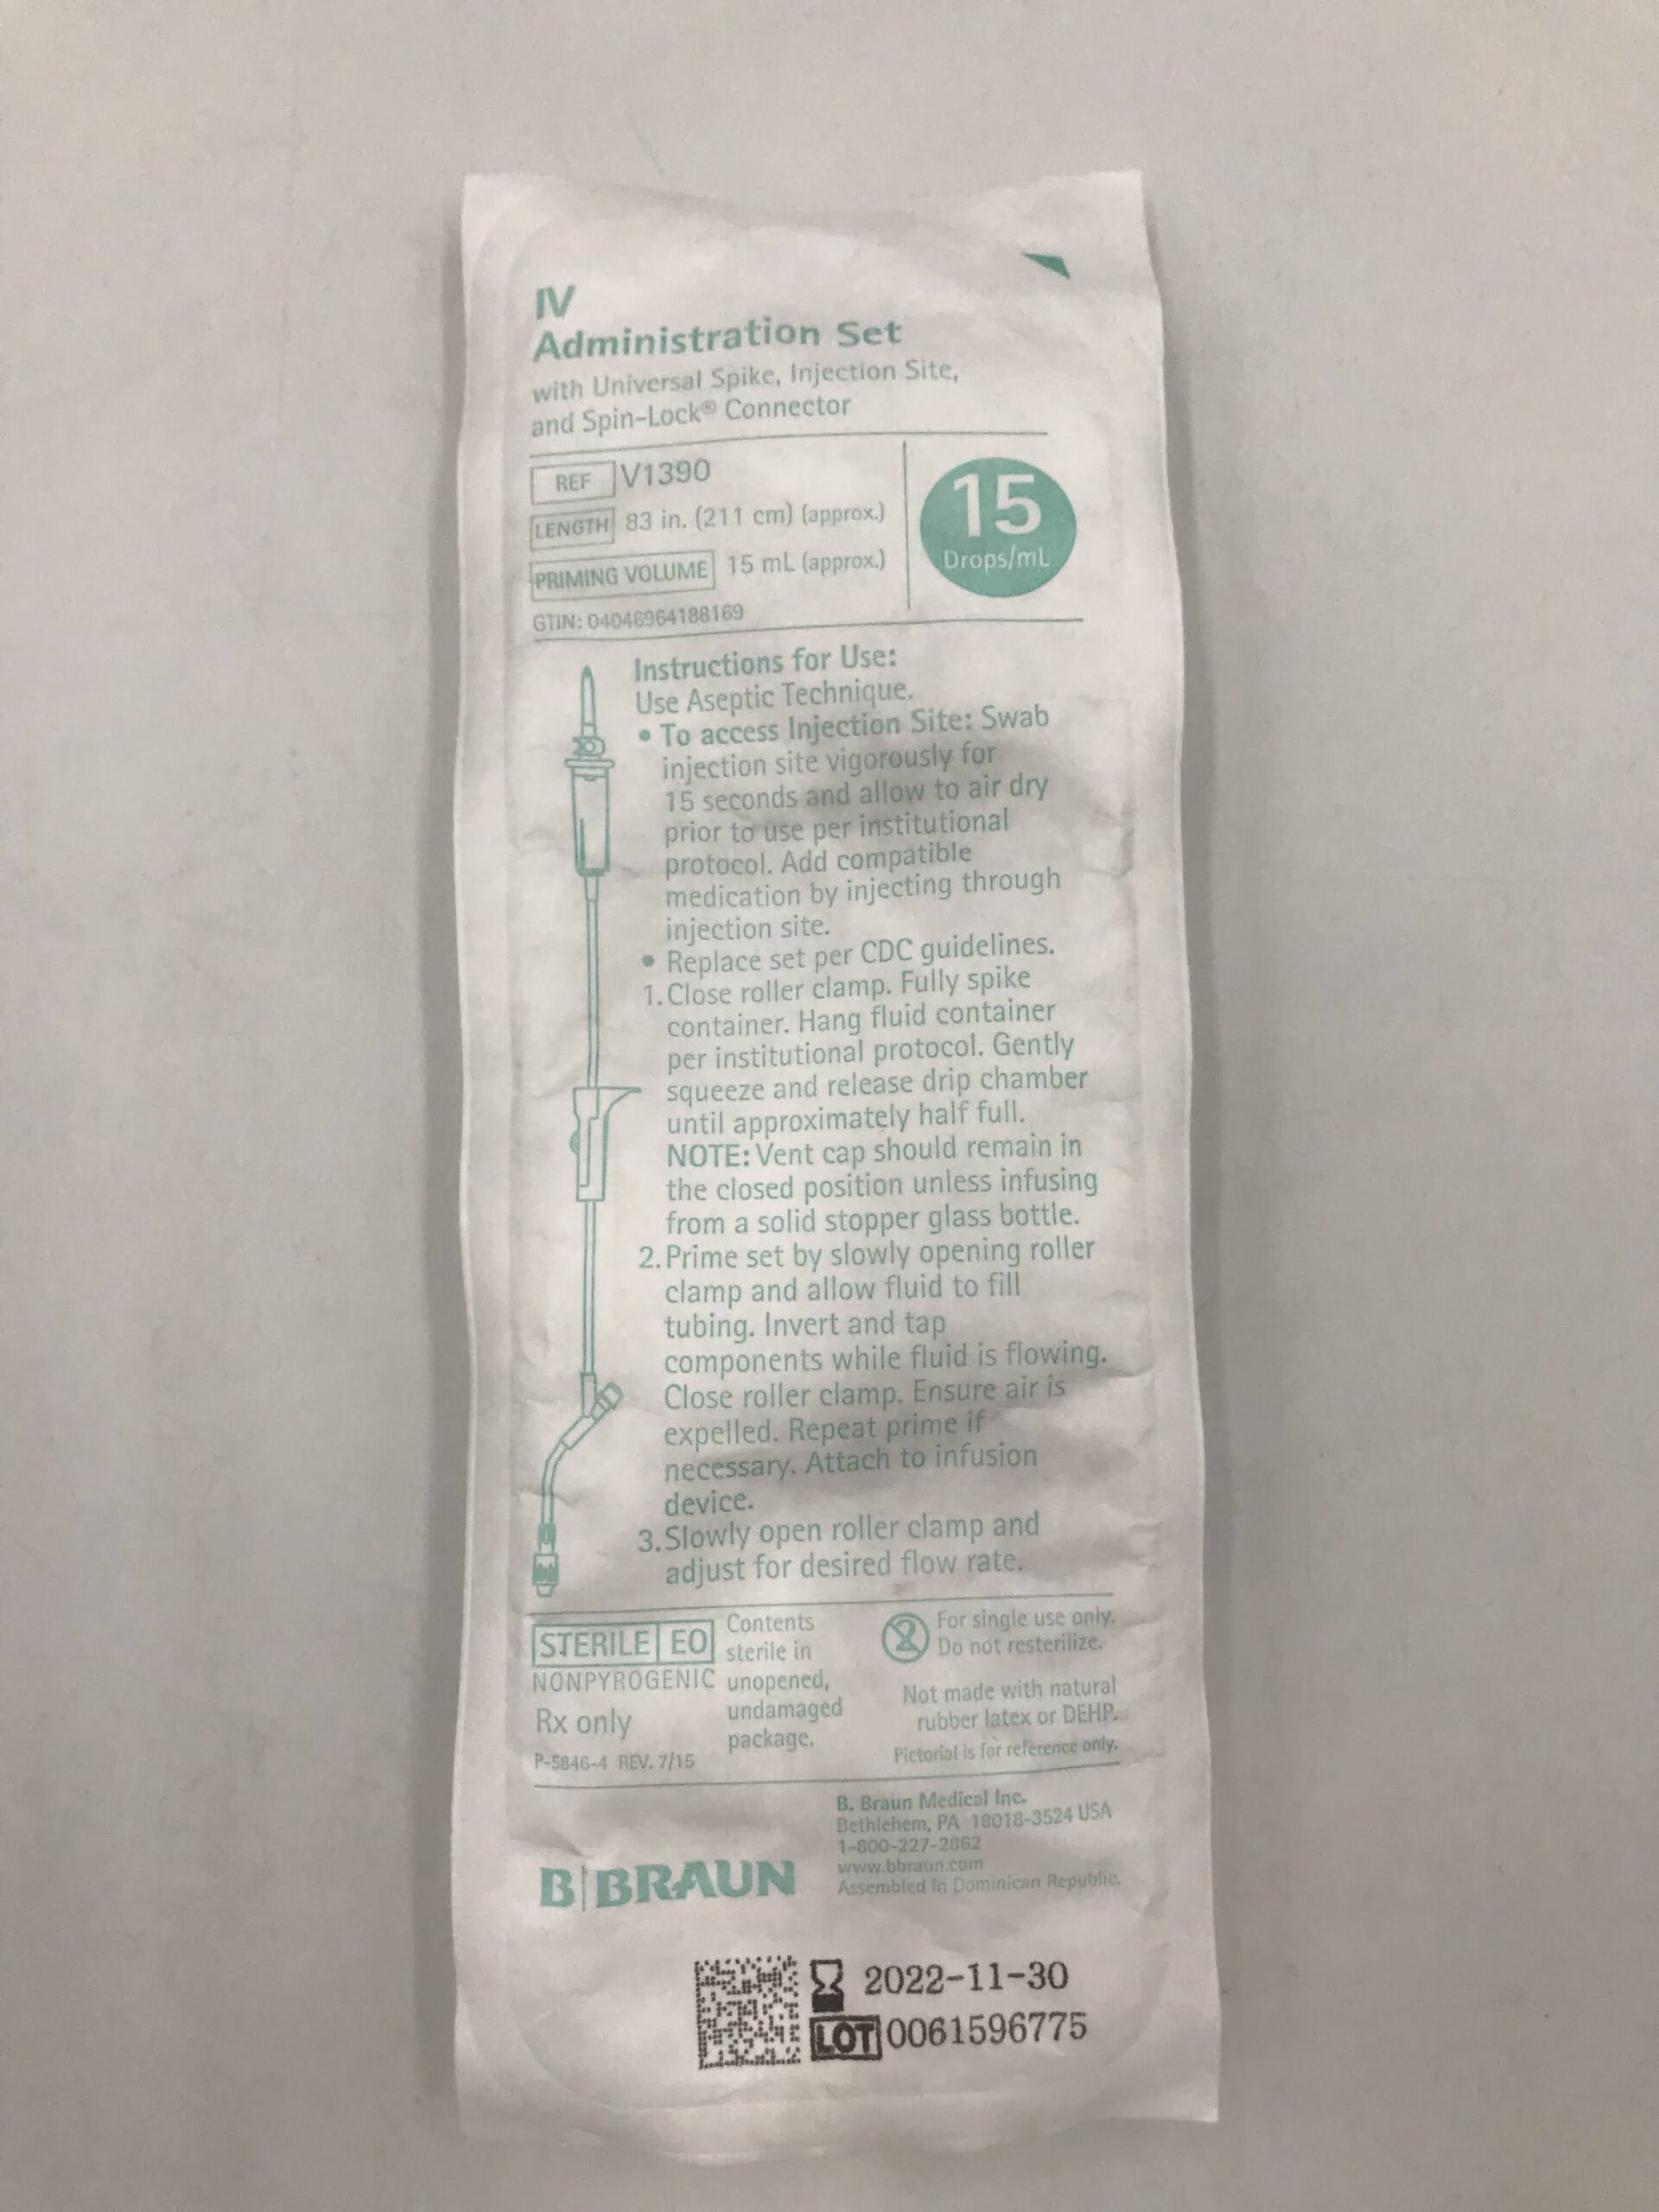 IV
Administration Set
with Universal Spike, Injection Site,
and Spin-Lock® Connector
REF V1390
LENGTH 83 in. (211 cm) (approx.)
PRIMING VOLUME 15 mL (approx.)
GTIN: 04046964188169
15
Drops/mL
Instructions for Use:
Use Aseptic Technique.
• To access Injection Site: Swab
injection site vigorously for
15 seconds and allow to air dry
prior to use per institutional
protocol. Add compatible
medication by injecting through
injection site.
• Replace set per CDC guidelines.
1. Close roller clamp. Fully spike
container. Hang fluid container
per institutional protocol. Gently
squeeze and release drip chamber
until approximately half full.
NOTE: Vent cap should remain in
the closed position unless infusing
from a solid stopper glass bottle.
2. Prime set by slowly opening roller
clamp and allow fluid to fill
tubing. Invert and tap
components while fluid is flowing.
Close roller clamp. Ensure air is
expelled. Repeat prime if
necessary. Attach to infusion
device.
3. Slowly open roller clamp and
adjust for desired flow rate.
STERILE EO
NONPYROGENIC
Rx only
P-5846-4 REV. 7/15
Contents
sterile in
unopened,
undamaged
package.
2
For single use only.
Do not resterilize.
Not made with natural
rubber latex or DEHP.
Pictorial is for reference only.
B|BRAUN
B. Braun Medical Inc.
Bethlehem, PA 18018-3524 USA
1-800-227-2862
www.bbraun.com
Assembled in Dominican Republic.
2022-11-30
LOT 0061596775